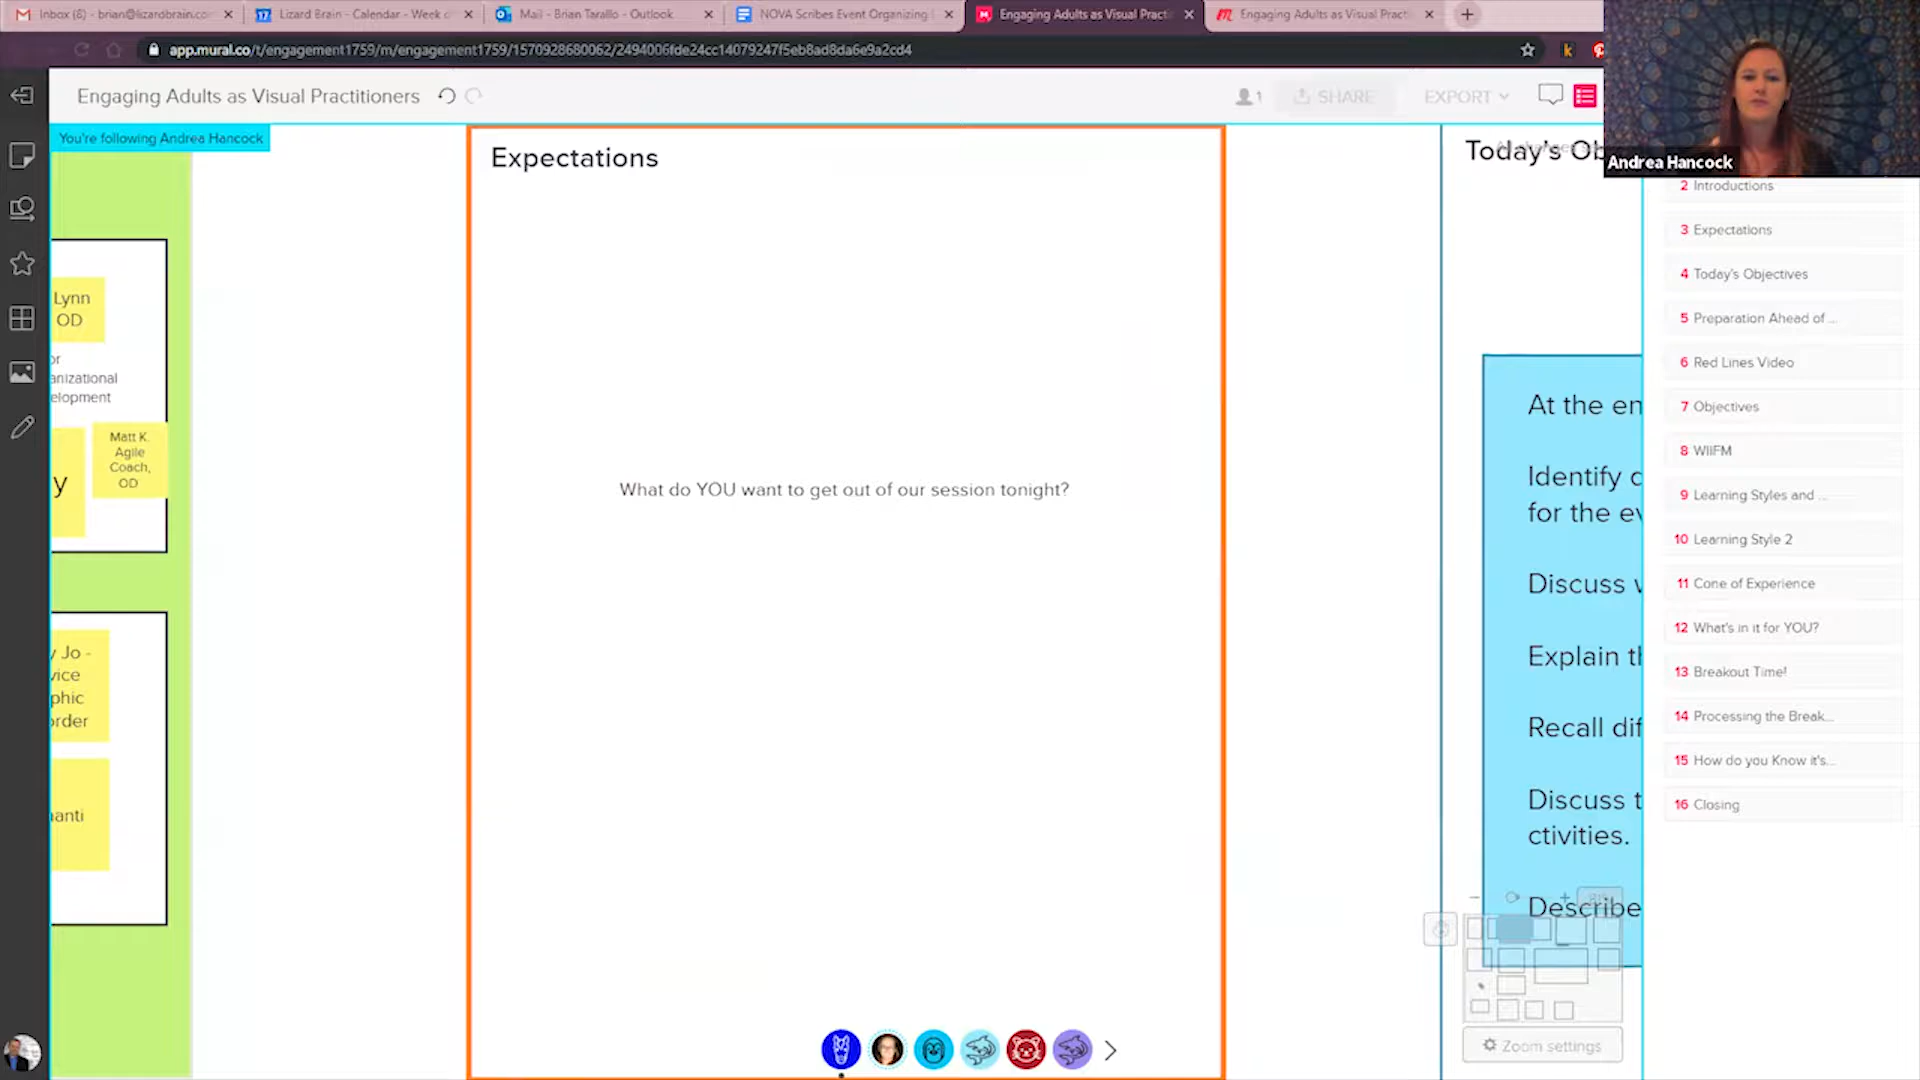 Inbox (6) - brian@lizardbrain.co
Lizard Brain - Calendar - Week o
Mail - Brian Tarallo - Outlook
NOVA Scribes Event Organizing
Engaging Adults as Visual Practi
Engaging Adults as Visual Practi
app.mural.co/t/engagement1759/m/engagement1759/1570928680062/2494006fde24cc14079247f5eb8ad8da6e9a2cd4
Engaging Adults as Visual Practitioners
1
SHARE
EXPORT
You're following Andrea Hancock
Andrea Hancock
Expectations
What do YOU want to get out of our session tonight?
Lynn
OD
or
anizational
elopment
y
Matt K.
Agile
Coach,
OD
y Jo -
vice
phic
order
anti
Today's Ob
At the en
Identify
for the ev
Discuss
Explain t
Recall dif
Discuss t
ctivities.
Describe
2 Introductions
3 Expectations
4 Today's Objectives
5 Preparation Ahead of ...
6 Red Lines Video
7 Objectives
8 WIIFM
9 Learning Styles and ...
10 Learning Style 2
11 Cone of Experience
12 What's in it for YOU?
13 Breakout Time!
14 Processing the Break...
15 How do you Know it's...
16 Closing
Zoom settings